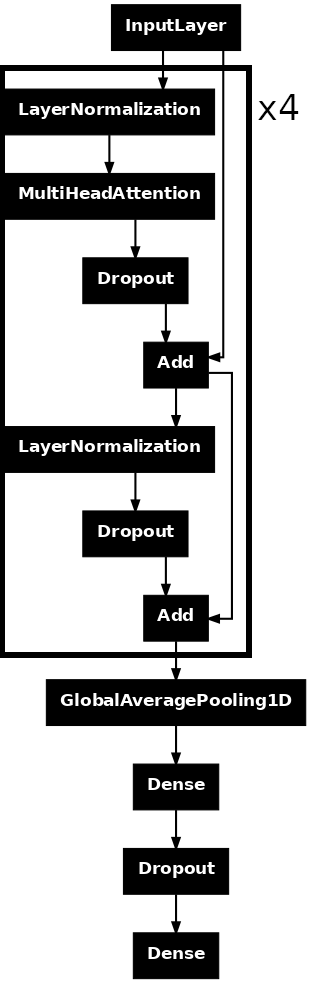 InputLayer
x4
LayerNormalization
MultiHeadAttention
Dropout
Add
LayerNormalization
Dropout
Add
GlobalAveragePooling1D
Dense
Dropout
Dense